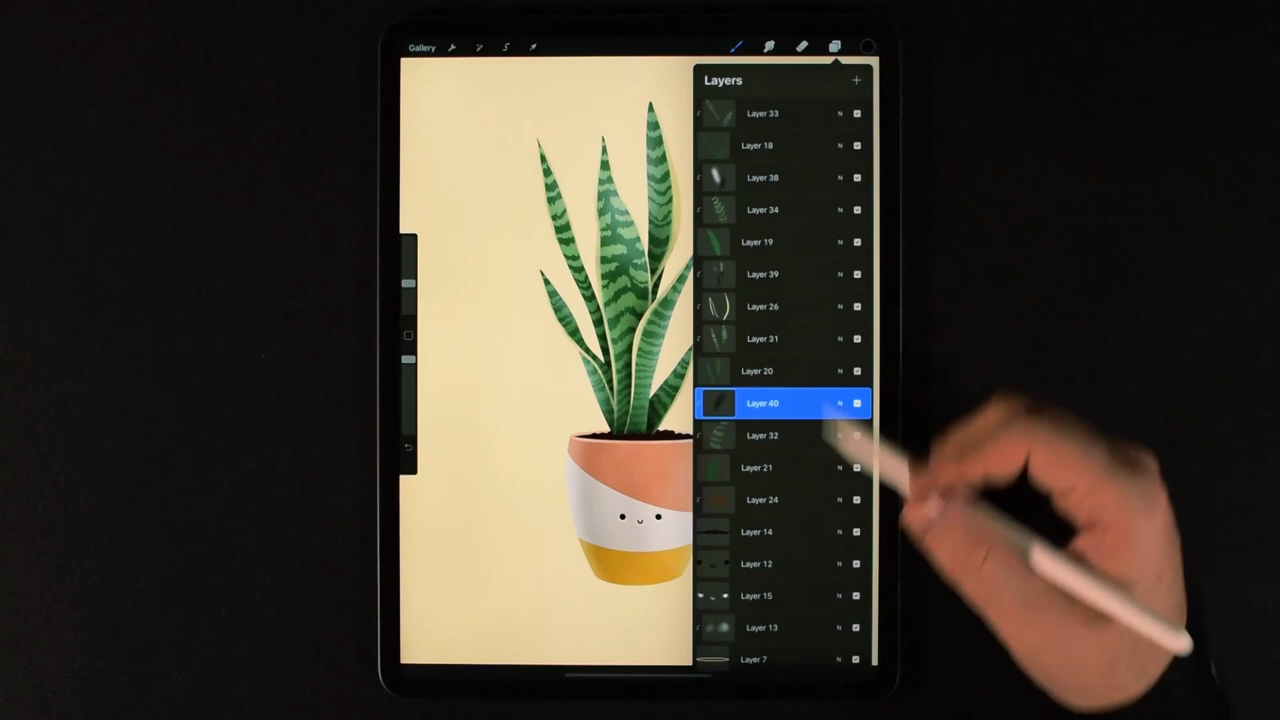 Gallery
Layers
Layer 33 N
Layer 18 N
Layer 38 N
Layer 34 N
Layer 19 N
Layer 39 N
Layer 26 N
Layer 31 N
Layer 20 N
Layer 40 N
Layer 32 N
Layer 21 N
Layer 24 N
Layer 14 N
Layer 12 N
Layer 15 N
Layer 13 N
Layer 7 N